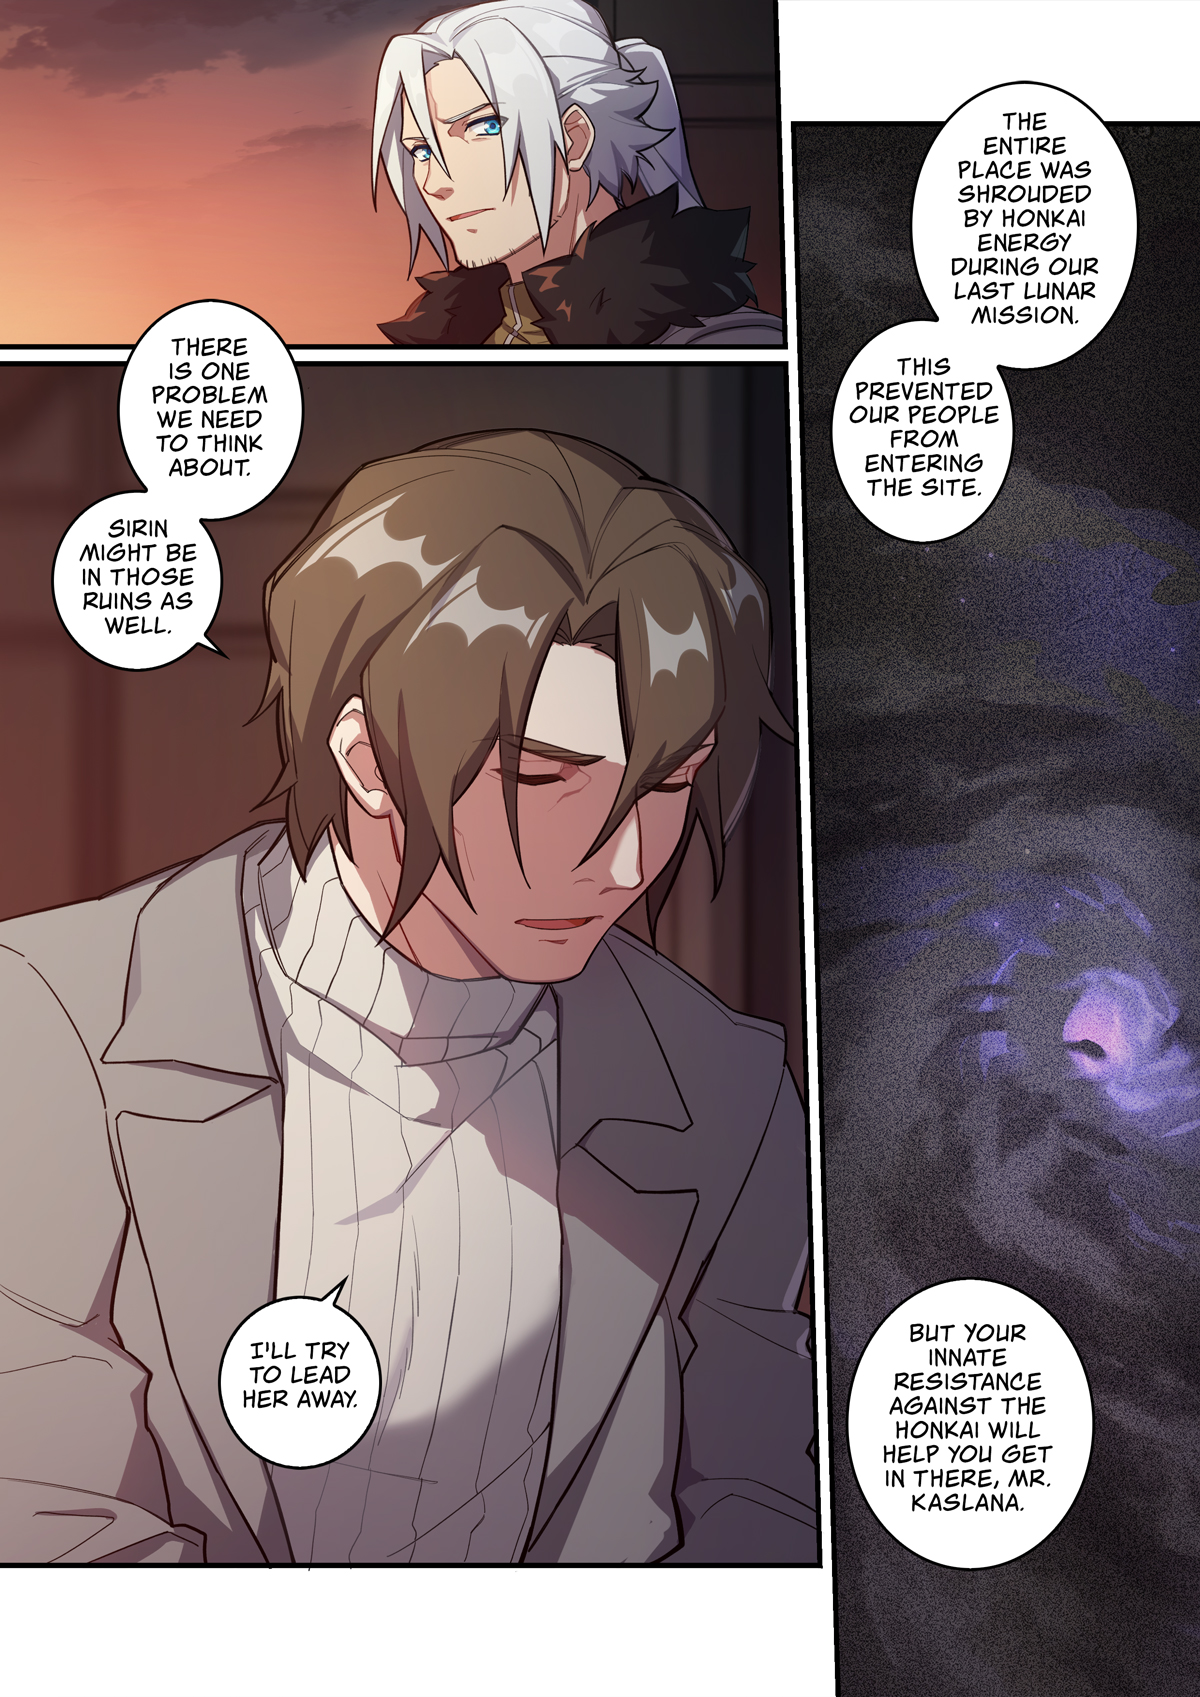 THE
ENTIRE
PLACE WAS
SHROUDED
BY HONKAI
ENERGY
DURING OUR
LAST LUNAR
MISSION.
THIS
PREVENTED
OUR PEOPLE
FROM
ENTERING
THE SITE.
BUT YOUR
INNATE
RESISTANCE
AGAINST THE
HONKAI WILL
HELP YOU GET
IN THERE, MR.
KASLANA.
THERE
IS ONE
PROBLEM
WE NEED
TO THINK
ABOUT.
SIRIN
MIGHT BE
IN THOSE
RUINS AS
WELL.
I'LL TRY
TO LEAD
HER AWAY.